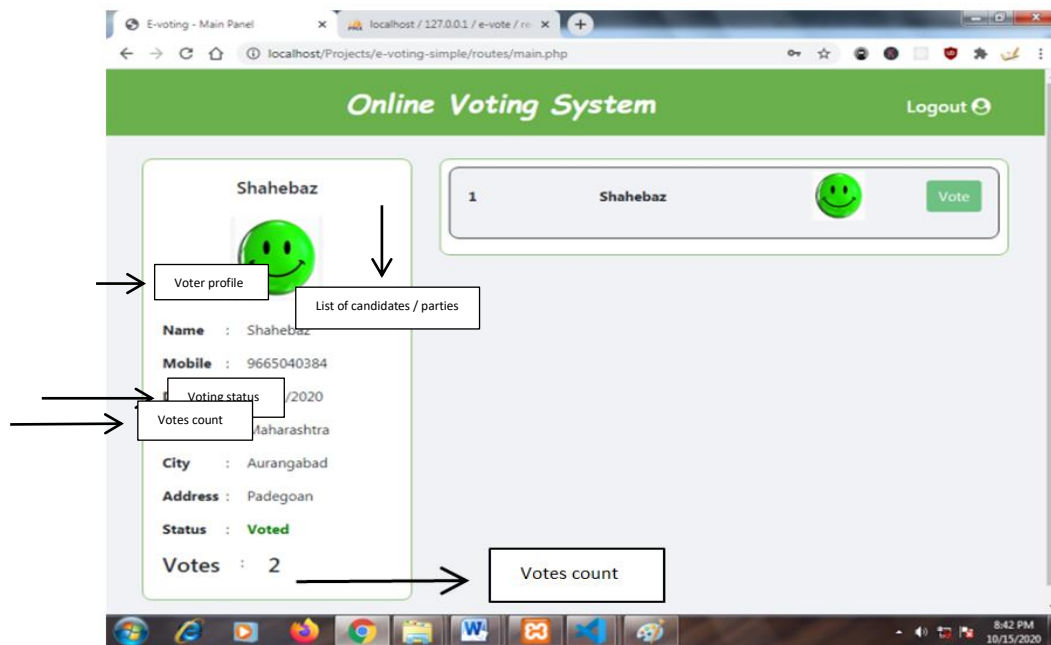 E-voting - Main Panel
localhost / 127.0.0.1 / e-vote / re
localhost/Projects/e-voting-simple/routes/main.php
Online Voting System
Logout
Shahebaz
1 Shahebaz Vote
Voter profile
List of candidates / parties
Name : Shahebaz
Mobile : 9665040384
Voting status /2020
Votes count Maharashtra
City : Aurangabad
Address : Padegoan
Status : Voted
Votes : 2
Votes count
8:42 PM
10/15/2020